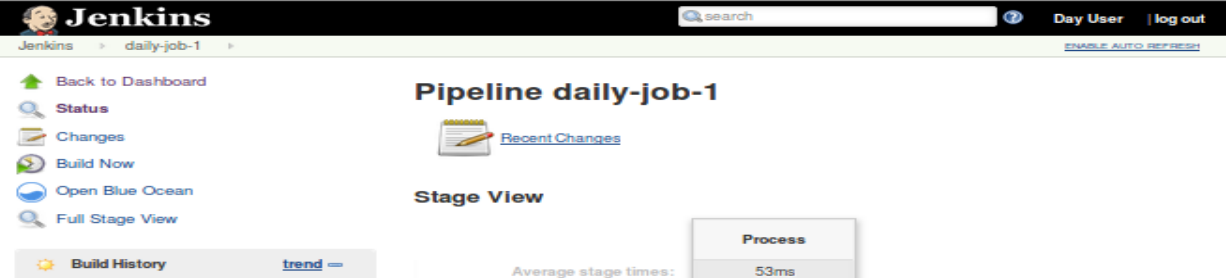 Jenkins
search
Day User | log out
Jenkins daily-job-1
ENABLE AUTO REFRESH
Back to Dashboard
Status
Changes
Build Now
Open Blue Ocean
Full Stage View
Build History trend
Pipeline daily-job-1
Recent Changes
Stage View
Process
Average stage times: 53ms